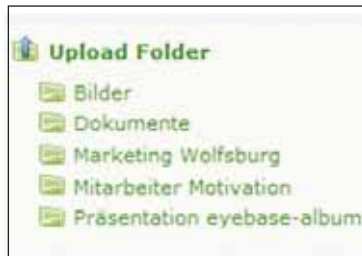 Upload Folder
Bilder
Dokumente
Marketing Wolfsburg
Mitarbeiter Motivation
Präsentation eyebase-album